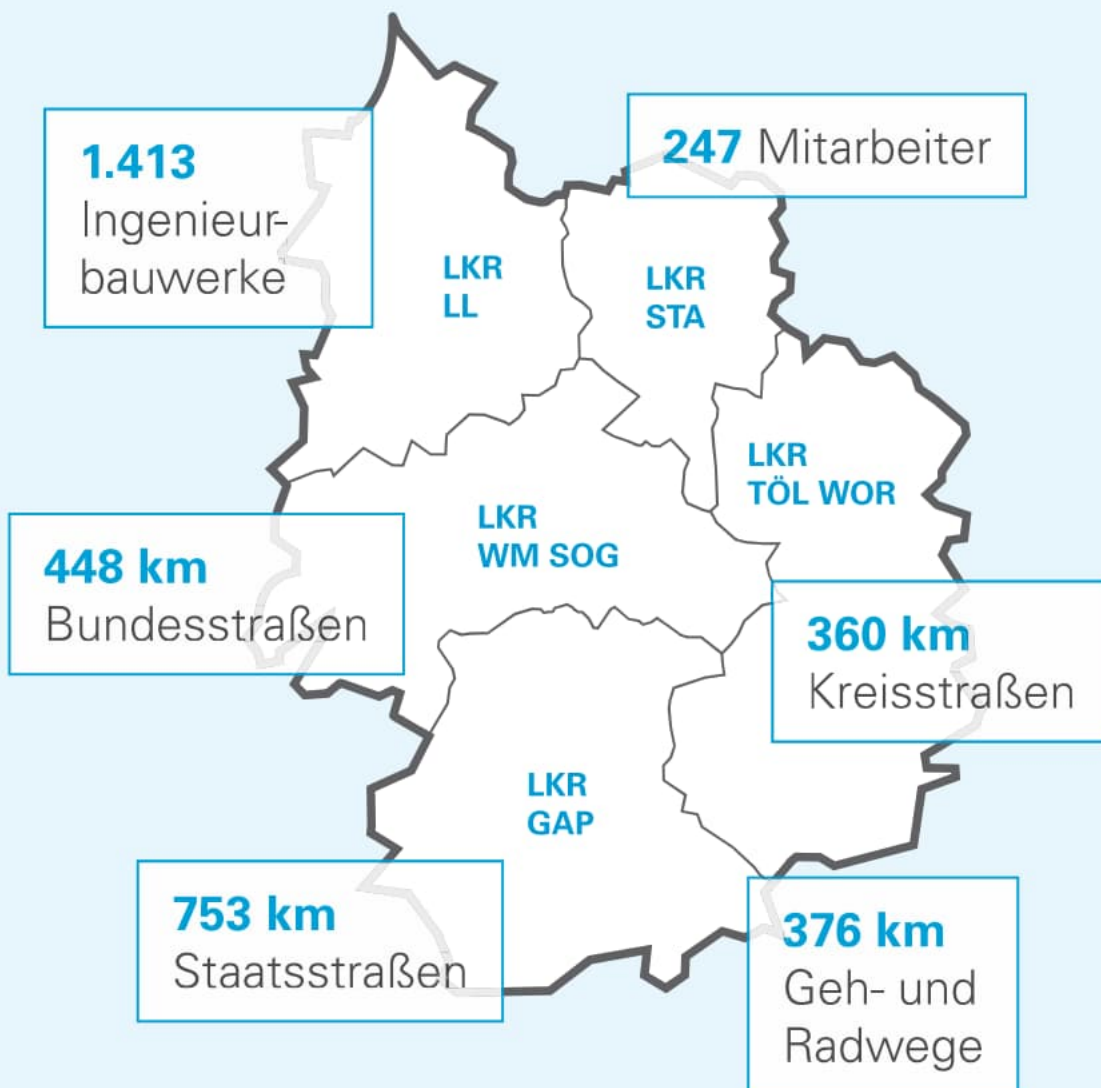 1.413
Ingenieur-
bauwerke
247 Mitarbeiter
LKR
LL
LKR
STA
LKR
TÖL WOR
LKR
WM SOG
448 km
Bundesstraßen
360 km
Kreisstraßen
LKR
GAP
753 km
Staatsstraßen
376 km
Geh- und
Radwege